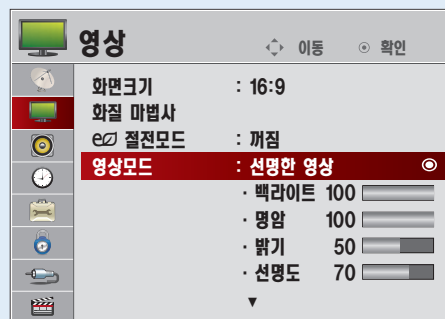 영상
이동
확인
화면크기 : 16:9
화질 마법사
eco 절전모드 : 꺼짐
영상모드 : 선명한 영상
· 백라이트 100
· 명암 100
· 밝기 50
· 선명도 70
▼